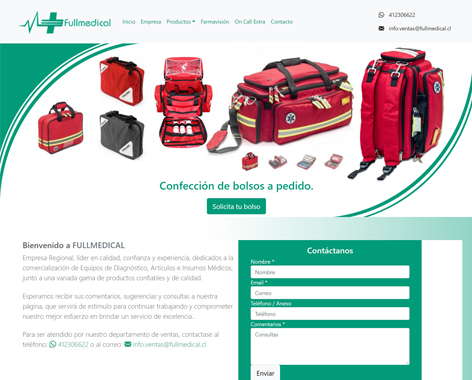 Fullmedical
Inicio Empresa Productos Farmavisión On Call Extra Contacto
412306622
info.ventas@fullmedical.cl
Confección de bolsos a pedido.
Solicita tu bolso
Bienvenido a FULLMEDICAL
Empresa Regional, líder en calidad, confianza y experiencia, dedicados a la
comercialización de Equipos de Diagnóstico, Artículos e Insumos Médicos,
junto a una variada gama de productos confiables y de calidad.
Esperamos recibir sus comentarios, sugerencias y consultas a nuestra
página, que servirá de estímulo para continuar trabajando y comprometer
nuestro mejor esfuerzo en brindar un servicio de excelencia..
Para ser atendido por nuestro departamento de ventas, contactase al
teléfono: 412306622 o al correo: info.ventas@fullmedical.cl
Contáctanos
Nombre *
Nombre
Email *
Correo
Teléfono / Anexo
Teléfono
Comentarios *
Consultas
Enviar